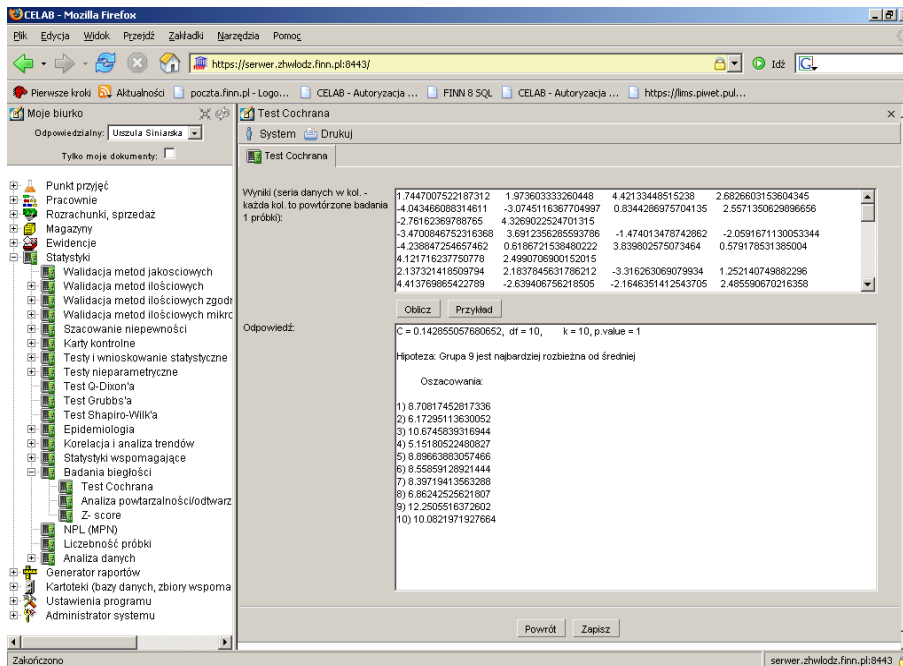 CELAB - Mozilla Firefox
Plik Edycja Widok Przejdź Zakładki Narzędzia Pomoc
https://serwer.zhwlodz.finn.pl:8443/ Idź
Pierwsze kroki Aktualności poczta.finn.pl - Logo... CELAB - Autoryzacja ... FINN 8 SQL CELAB - Autoryzacja ... https://lims.piwet.pul...
Moje biurko
Odpowiedzialny: Urszula Siniarska
Tylko moje dokumenty:
Punkt przyjęć
Pracownie
Rozrachunki, sprzedaż
Magazyny
Ewidencje
Statystyki
Walidacja metod jakosciowych
Walidacja metod ilościowych
Walidacja metod ilościowych zgodr
Walidacja metod ilościowych mikrc
Szacowanie niepewności
Karty kontrolne
Testy i wnioskowanie statystyczne
Testy nieparametryczne
Test Q-Dixon'a
Test Grubbs'a
Test Shapiro-Wilk'a
Epidemiologia
Korelacja i analiza trendów
Statystyki wspomagające
Badania biegłości
Test Cochrana
Analiza powtarzalności/odtwarz
Z- score
NPL (MPN)
Liczebność próbki
Analiza danych
Generator raportów
Kartoteki (bazy danych, zbiory wspoma
Ustawienia programu
Administrator systemu
Test Cochrana
System Drukuj
Test Cochrana
Wyniki (seria danych w kol. -
każda kol. to powtórzone badania
1 próbki):
1.7447007522187312 1.973603333260448 4.42133448515238 2.6826603153604345
-4.043466088314611 -3.0745116367704997 0.8344286975704135 2.5571350629896656
-2.76162369788765 4.3269022524701315
-3.4700846752316368 3.6912356285593786 -1.474013478742862 -2.0591671130053344
-4.238847254657462 0.6186721538480222 3.839802575073464 0.579178531385004
4.121716237750778 2.4990706900152015
2.137321418509794 2.1837845631786212 -3.316263069079934 1.252140749882296
4.413769865422789 -2.639406756218505 -2.1646351412543705 2.485590670216358
Oblicz Przykład
Odpowiedź:
C = 0.142855057680652, df = 10, k = 10, p.value = 1
Hipoteza: Grupa 9 jest najbardziej rozbieżna od średniej
Oszacowania:
1) 8.70817452817336
2) 6.17295113630052
3) 10.6745839316944
4) 5.15180522480827
5) 8.89663883057466
6) 8.55859128921444
7) 8.39719413563288
8) 6.86242525621807
9) 12.2505516372602
10) 10.0821971927664
Powrót Zapisz
Zakończono serwer.zhwlodz.finn.pl:8443